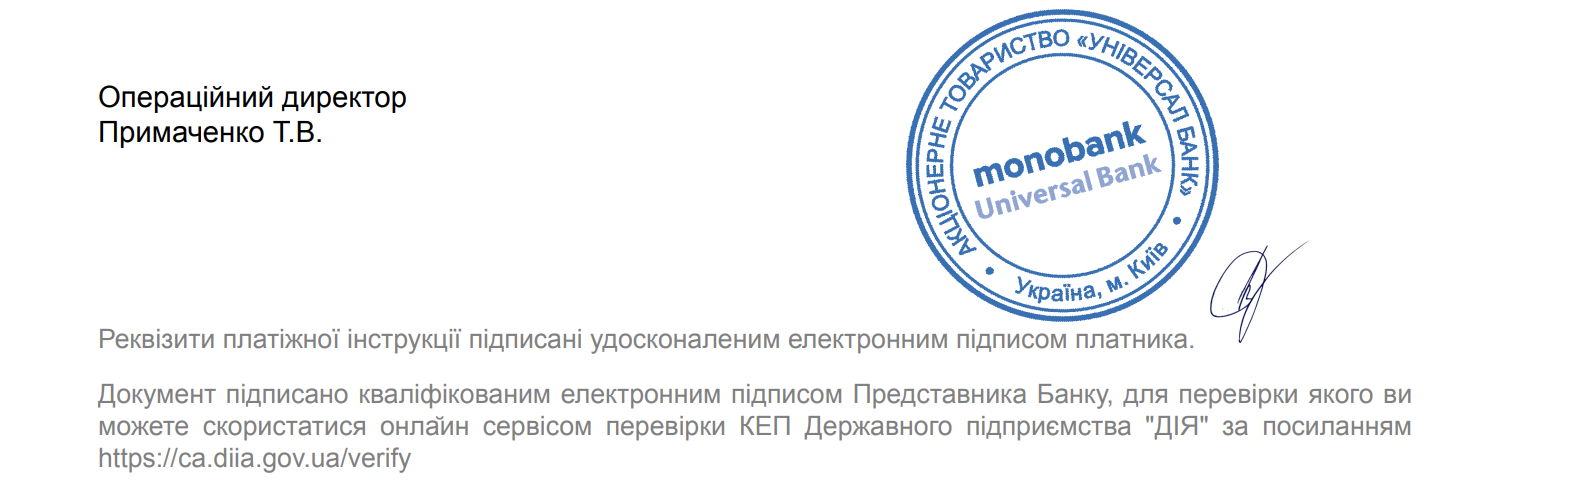 Операційний директор
Примаченко Т.В.
АКЦІОНЕРНЕ ТОВАРИСТВО «УНІВЕРСАЛ БАНК»
monobank
Universal Bank
Україна, м. Київ
Реквізити платіжної інструкції підписані удосконаленим електронним підписом платника.
Документ підписано кваліфікованим електронним підписом Представника Банку, для перевірки якого ви
можете скористатися онлайн сервісом перевірки КЕП Державного підприємства "ДІЯ" за посиланням
https://ca.diia.gov.ua/verify